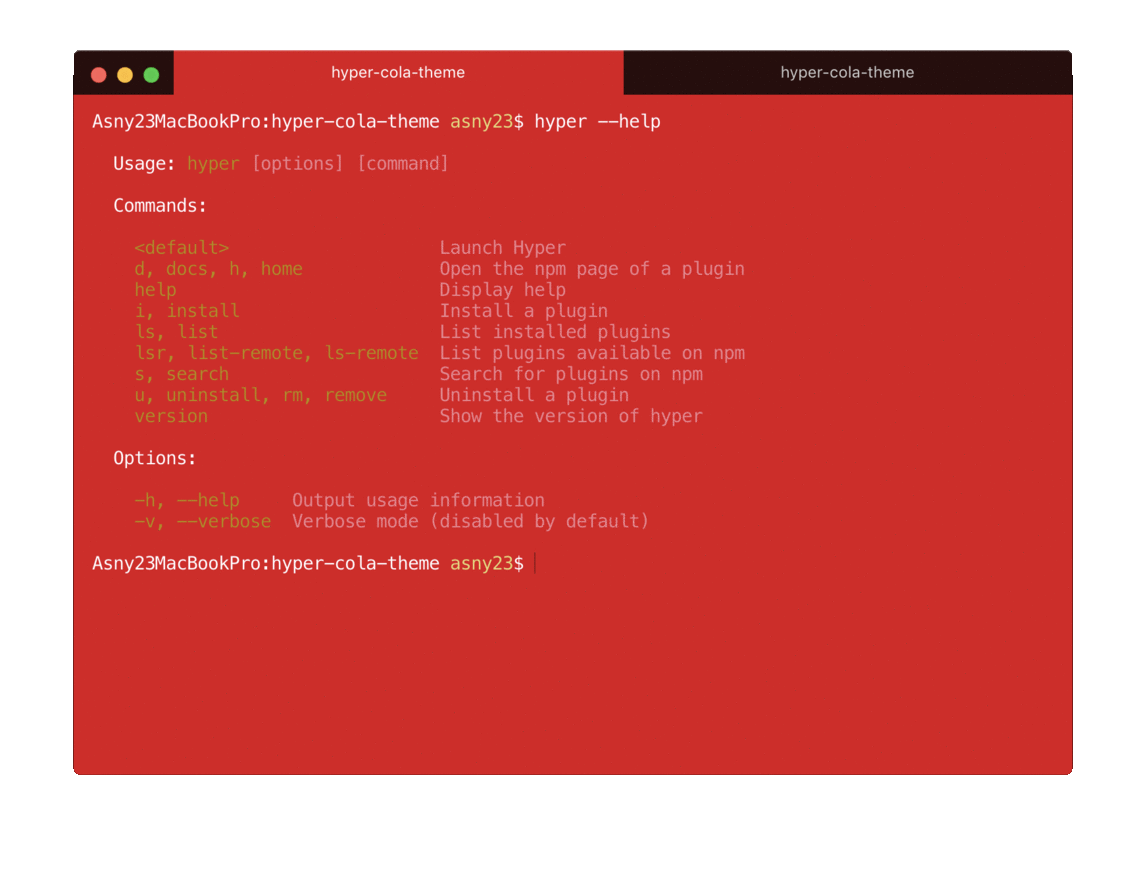 hyper-cola-theme hyper-cola-theme
Asny23MacBookPro:hyper-cola-theme asny23$ hyper --help
Usage: hyper [options] [command]
Commands:
<default> Launch Hyper
d, docs, h, home Open the npm page of a plugin
help Display help
i, install Install a plugin
ls, list List installed plugins
lsr, list-remote, ls-remote List plugins available on npm
s, search Search for plugins on npm
u, uninstall, rm, remove Uninstall a plugin
version Show the version of hyper
Options:
-h, --help Output usage information
-v, --verbose Verbose mode (disabled by default)
Asny23MacBookPro:hyper-cola-theme asny23$